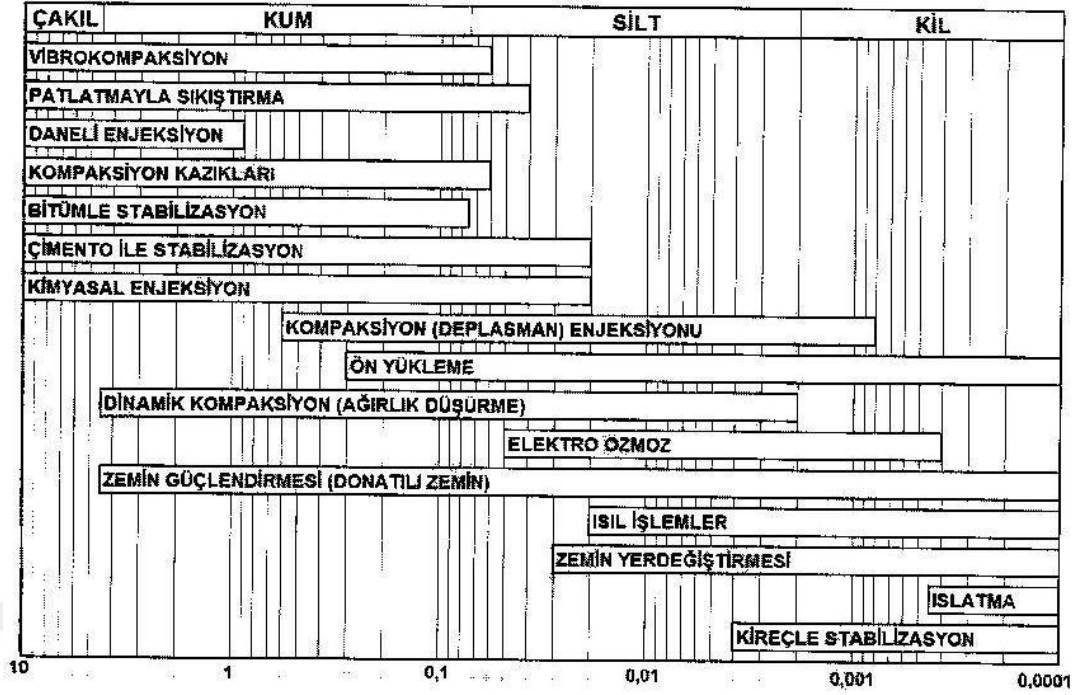 ÇAKIL KUM SİLT KİL
VİBROKOMPAKSİYON
PATLATMAYLA SIKIŞTIRMA
DANELİ ENJEKSİYON
KOMPAKSİYON KAZIKLARI
BİTÜMLE STABİLİZASYON
ÇİMENTO İLE STABİLİZASYON
KİMYASAL ENJEKSİYON
KOMPAKSİYON (DEPLASMAN) ENJEKSİYONU
ÖN YÜKLEME
DİNAMİK KOMPAKSİYON (AĞIRLIK DÜŞÜRME)
ELEKTRO OZMOZ
ZEMİN GÜÇLENDİRMESİ (DONATILI ZEMİN)
ISIL İŞLEMLER
ZEMİN YERDEĞİŞTİRMESİ
ISLATMA
KİREÇLE STABİLİZASYON
10 1 0,1 0,01 0,001 0,0001